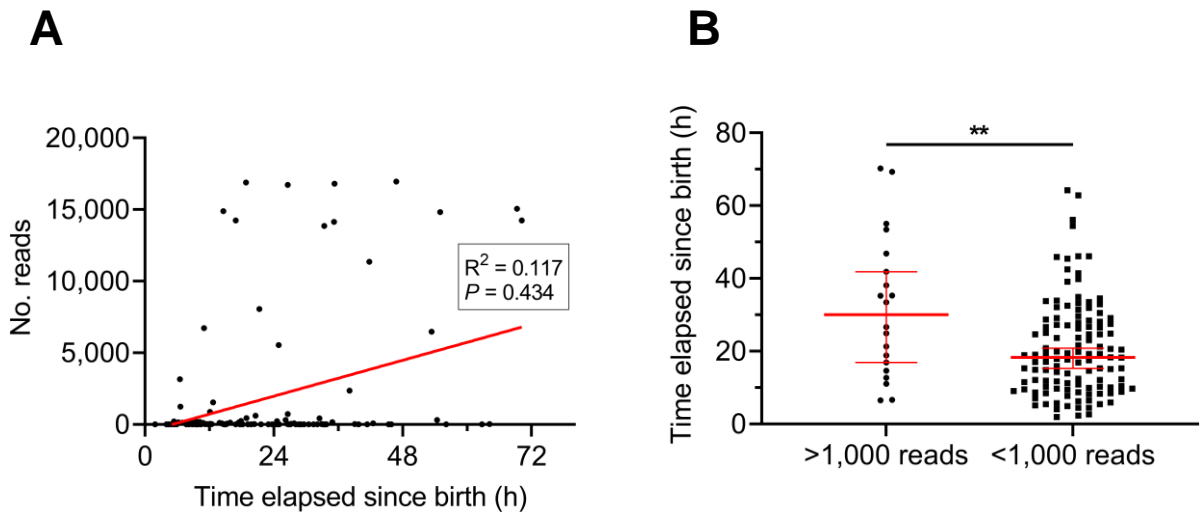 A
B
No. reads
20,000
15,000
10,000
5,000
0
R² = 0.117
P = 0.434
0 24 48 72
Time elapsed since birth (h)
Time elapsed since birth (h)
80
60
40
20
0
**
>1,000 reads <1,000 reads